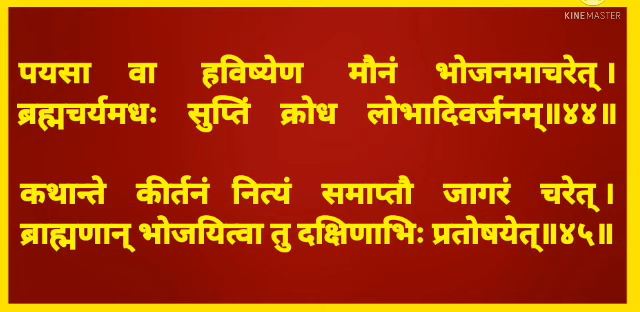 KINEMASTER
पयसा वा हविष्येण मौनं भोजनमाचरेत् ।
ब्रह्मचर्यमधः सुप्तिं क्रोध लोभादिवर्जनम्॥४४॥
कथान्ते कीर्तनं नित्यं समाप्तौ जागरं चरेत् ।
ब्राह्मणान् भोजयित्वा तु दक्षिणाभिः प्रतोषयेत्॥४५॥